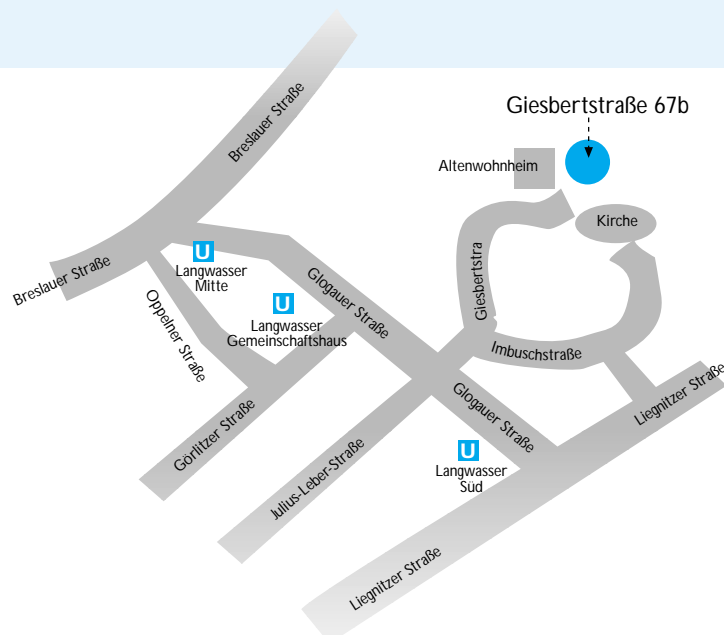 Breslauer Straße
Giesbertstraße 67b
Altenwohnheim
Kirche
Breslauer Straße
U
Langwasser
Mitte
Giesbertstra
Oppelner Straße
U
Langwasser
Gemeinschaftshaus
Glogauer Straße
Imbuschstraße
Liegnitzer Straße
Glogauer Straße
Görlitzer Straße
Julius-Leber-Straße
U
Langwasser
Süd
Liegnitzer Straße